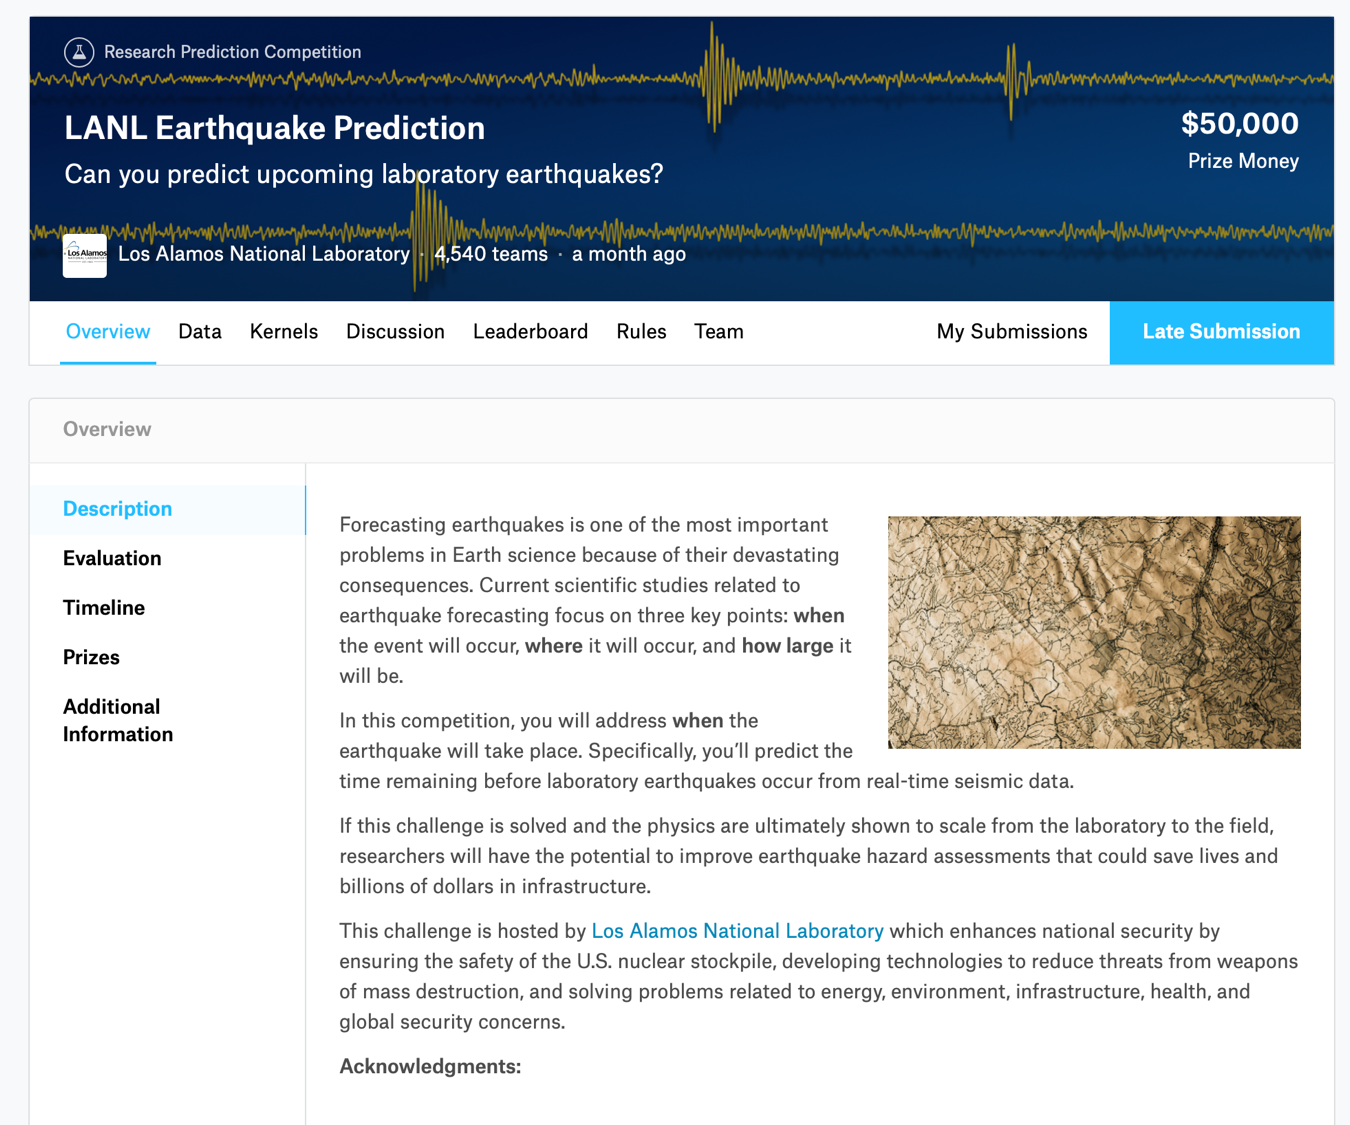 Research Prediction Competition
LANL Earthquake Prediction
Can you predict upcoming laboratory earthquakes?
$50,000
Prize Money
Los Alamos
Los Alamos National Laboratory · 4,540 teams · a month ago
Overview Data Kernels Discussion Leaderboard Rules Team My Submissions Late Submission
Overview
Description
Evaluation
Timeline
Prizes
Additional
Information
Forecasting earthquakes is one of the most important
problems in Earth science because of their devastating
consequences. Current scientific studies related to
earthquake forecasting focus on three key points: when
the event will occur, where it will occur, and how large it
will be.
In this competition, you will address when the
earthquake will take place. Specifically, you’ll predict the
time remaining before laboratory earthquakes occur from real-time seismic data.
If this challenge is solved and the physics are ultimately shown to scale from the laboratory to the field,
researchers will have the potential to improve earthquake hazard assessments that could save lives and
billions of dollars in infrastructure.
This challenge is hosted by Los Alamos National Laboratory which enhances national security by
ensuring the safety of the U.S. nuclear stockpile, developing technologies to reduce threats from weapons
of mass destruction, and solving problems related to energy, environment, infrastructure, health, and
global security concerns.
Acknowledgments: